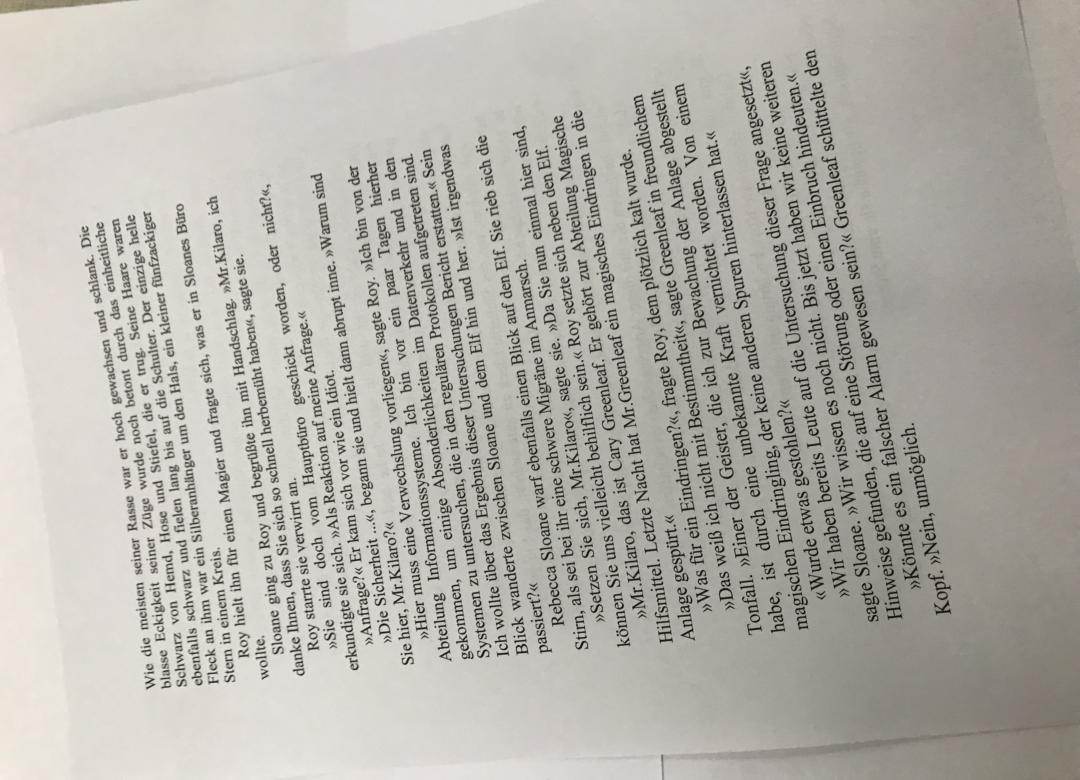 Wie die meisten seiner Rasse war er hoch gewachsen und schlank. Die
blasse Eckigkeit seiner Züge wurde noch betont durch das einheitliche
Schwarz von Hemd, Hose und Stiefel, die er trug. Seine Haare waren
ebenfalls schwarz und fielen lang bis auf die Schulter. Der einzige helle
Fleck an ihm war ein Silberanhänger um den Hals, ein kleiner fünfzackiger
Stern in einem Kreis.
Roy hielt ihn für einen Magier und fragte sich, was er in Sloanes Büro
wollte.
Sloane ging zu Roy und begrüßte ihn mit Handschlag. »Mr.Kilaro, ich
danke Ihnen, dass Sie sich so schnell herbemüht haben«, sagte sie.
Roy starrte sie verwirrt an.
»Sie sind doch vom Hauptbüro geschickt worden, oder nicht?«,
erkundigte sie sich. »Als Reaktion auf meine Anfrage.«
»Anfrage?« Er kam sich vor wie ein Idiot.
»Die Sicherheit ...«, begann sie und hielt dann abrupt inne. »Warum sind
Sie hier, Mr.Kilaro?«
»Hier muss eine Verwechslung vorliegen«, sagte Roy. »Ich bin von der
Abteilung Informationssysteme. Ich bin vor ein paar Tagen hierher
gekommen, um einige Absonderlichkeiten im Datenverkehr und in den
Systemen zu untersuchen, die in den regulären Protokollen aufgetreten sind.
Ich wollte über das Ergebnis dieser Untersuchungen Bericht erstatten.« Sein
Blick wanderte zwischen Sloane und dem Elf hin und her. »Ist irgendwas
passiert?«
Rebecca Sloane warf ebenfalls einen Blick auf den Elf. Sie rieb sich die
Stirn, als sei bei ihr eine schwere Migräne im Anmarsch.
»Setzen Sie sich, Mr.Kilaro«, sagte sie. »Da Sie nun einmal hier sind,
können Sie uns vielleicht behilflich sein.« Roy setzte sich neben den Elf.
»Mr.Kilaro, das ist Cary Greenleaf. Er gehört zur Abteilung Magische
Hilfsmittel. Letzte Nacht hat Mr.Greenleaf ein magisches Eindringen in die
Anlage gespürt.«
»Was für ein Eindringen?«, fragte Roy, dem plötzlich kalt wurde.
»Das weiß ich nicht mit Bestimmtheit«, sagte Greenleaf in freundlichem
Tonfall. »Einer der Geister, die ich zur Bewachung der Anlage abgestellt
habe, ist durch eine unbekannte Kraft vernichtet worden. Von einem
magischen Eindringling, der keine anderen Spuren hinterlassen hat.«
«Wurde etwas gestohlen?«
»Wir haben bereits Leute auf die Untersuchung dieser Frage angesetzt«,
sagte Sloane. »Wir wissen es noch nicht. Bis jetzt haben wir keine weiteren
Hinweise gefunden, die auf eine Störung oder einen Einbruch hindeuten.«
»Könnte es ein falscher Alarm gewesen sein?« Greenleaf schüttelte den
Kopf. »Nein, unmöglich.